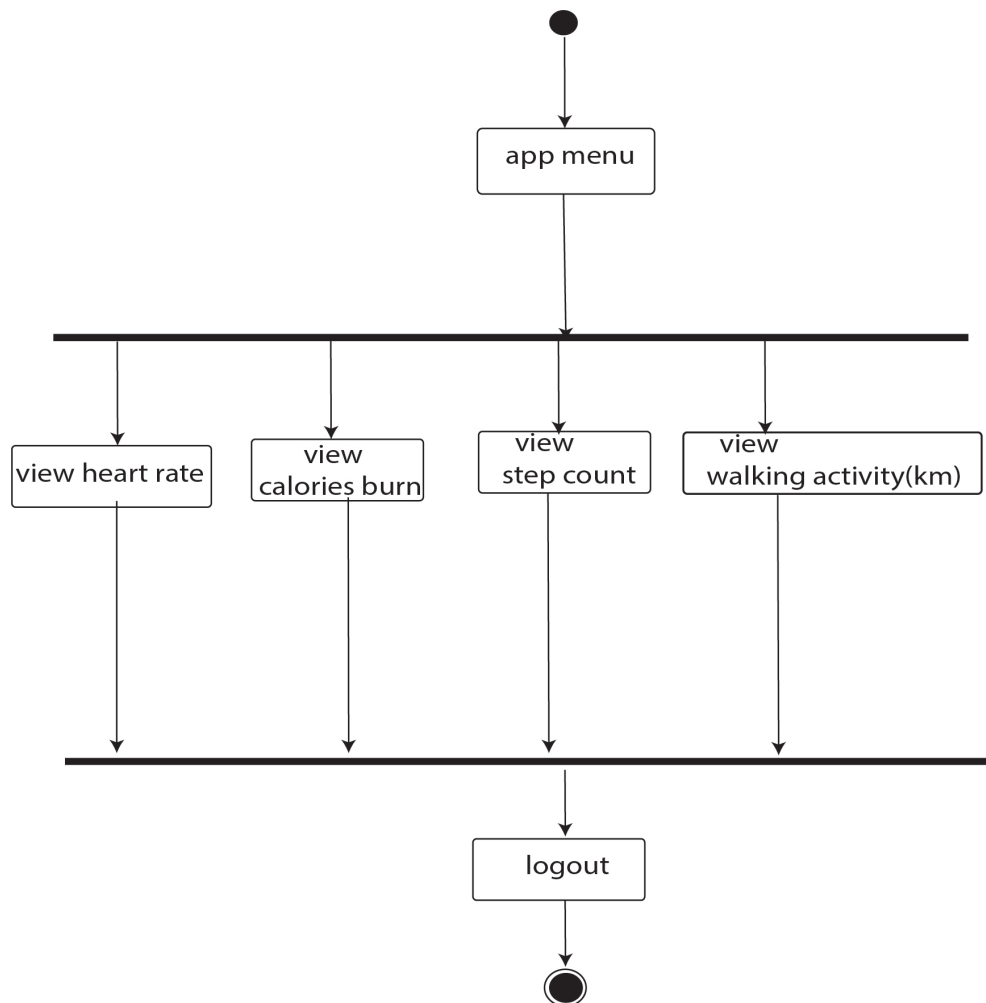 app menu
view heart rate
view
calories burn
view
step count
view
walking activity(km)
logout